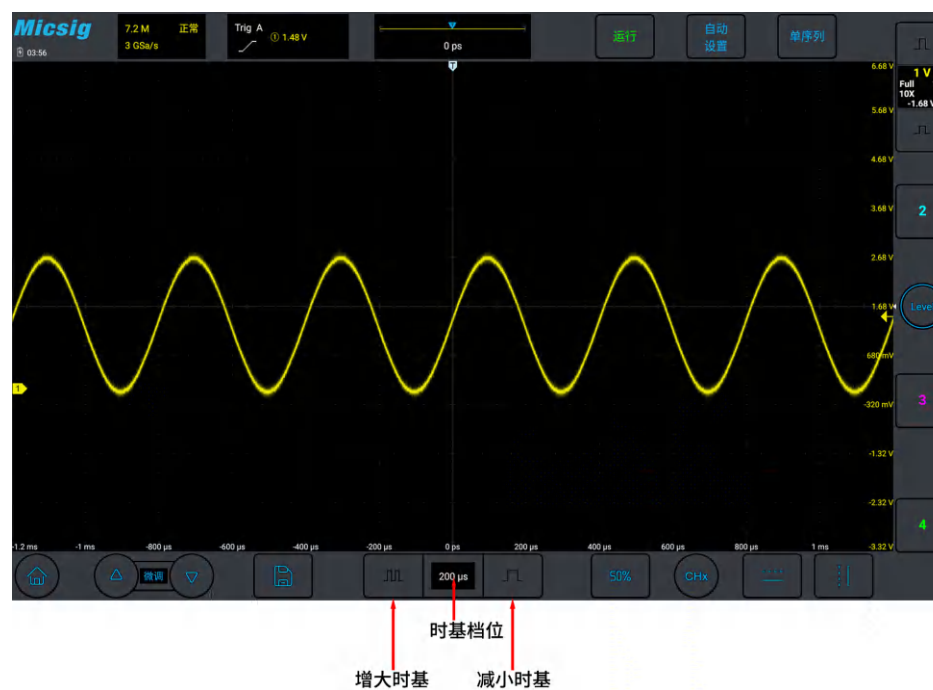 Micsig
03:56
7.2 M 正常
3 GSa/s
Trig A
① 1.48 V
0 ps
运行
自动
设置
单序列
T
6.68 V
5.68 V
4.68 V
3.68 V
2.68 V
1.68 V
680 mV
-320 mV
-1.32 V
-2.32 V
-3.32 V
1 V
Full
10X
-1.68 V
2
Level
3
4
1
-1.2 ms
-1 ms
-800 μs
-600 μs
-400 μs
-200 μs
0 ps
200 μs
400 μs
600 μs
800 μs
1 ms
微调
200 μs
50%
CHx
时基档位
增大时基
减小时基